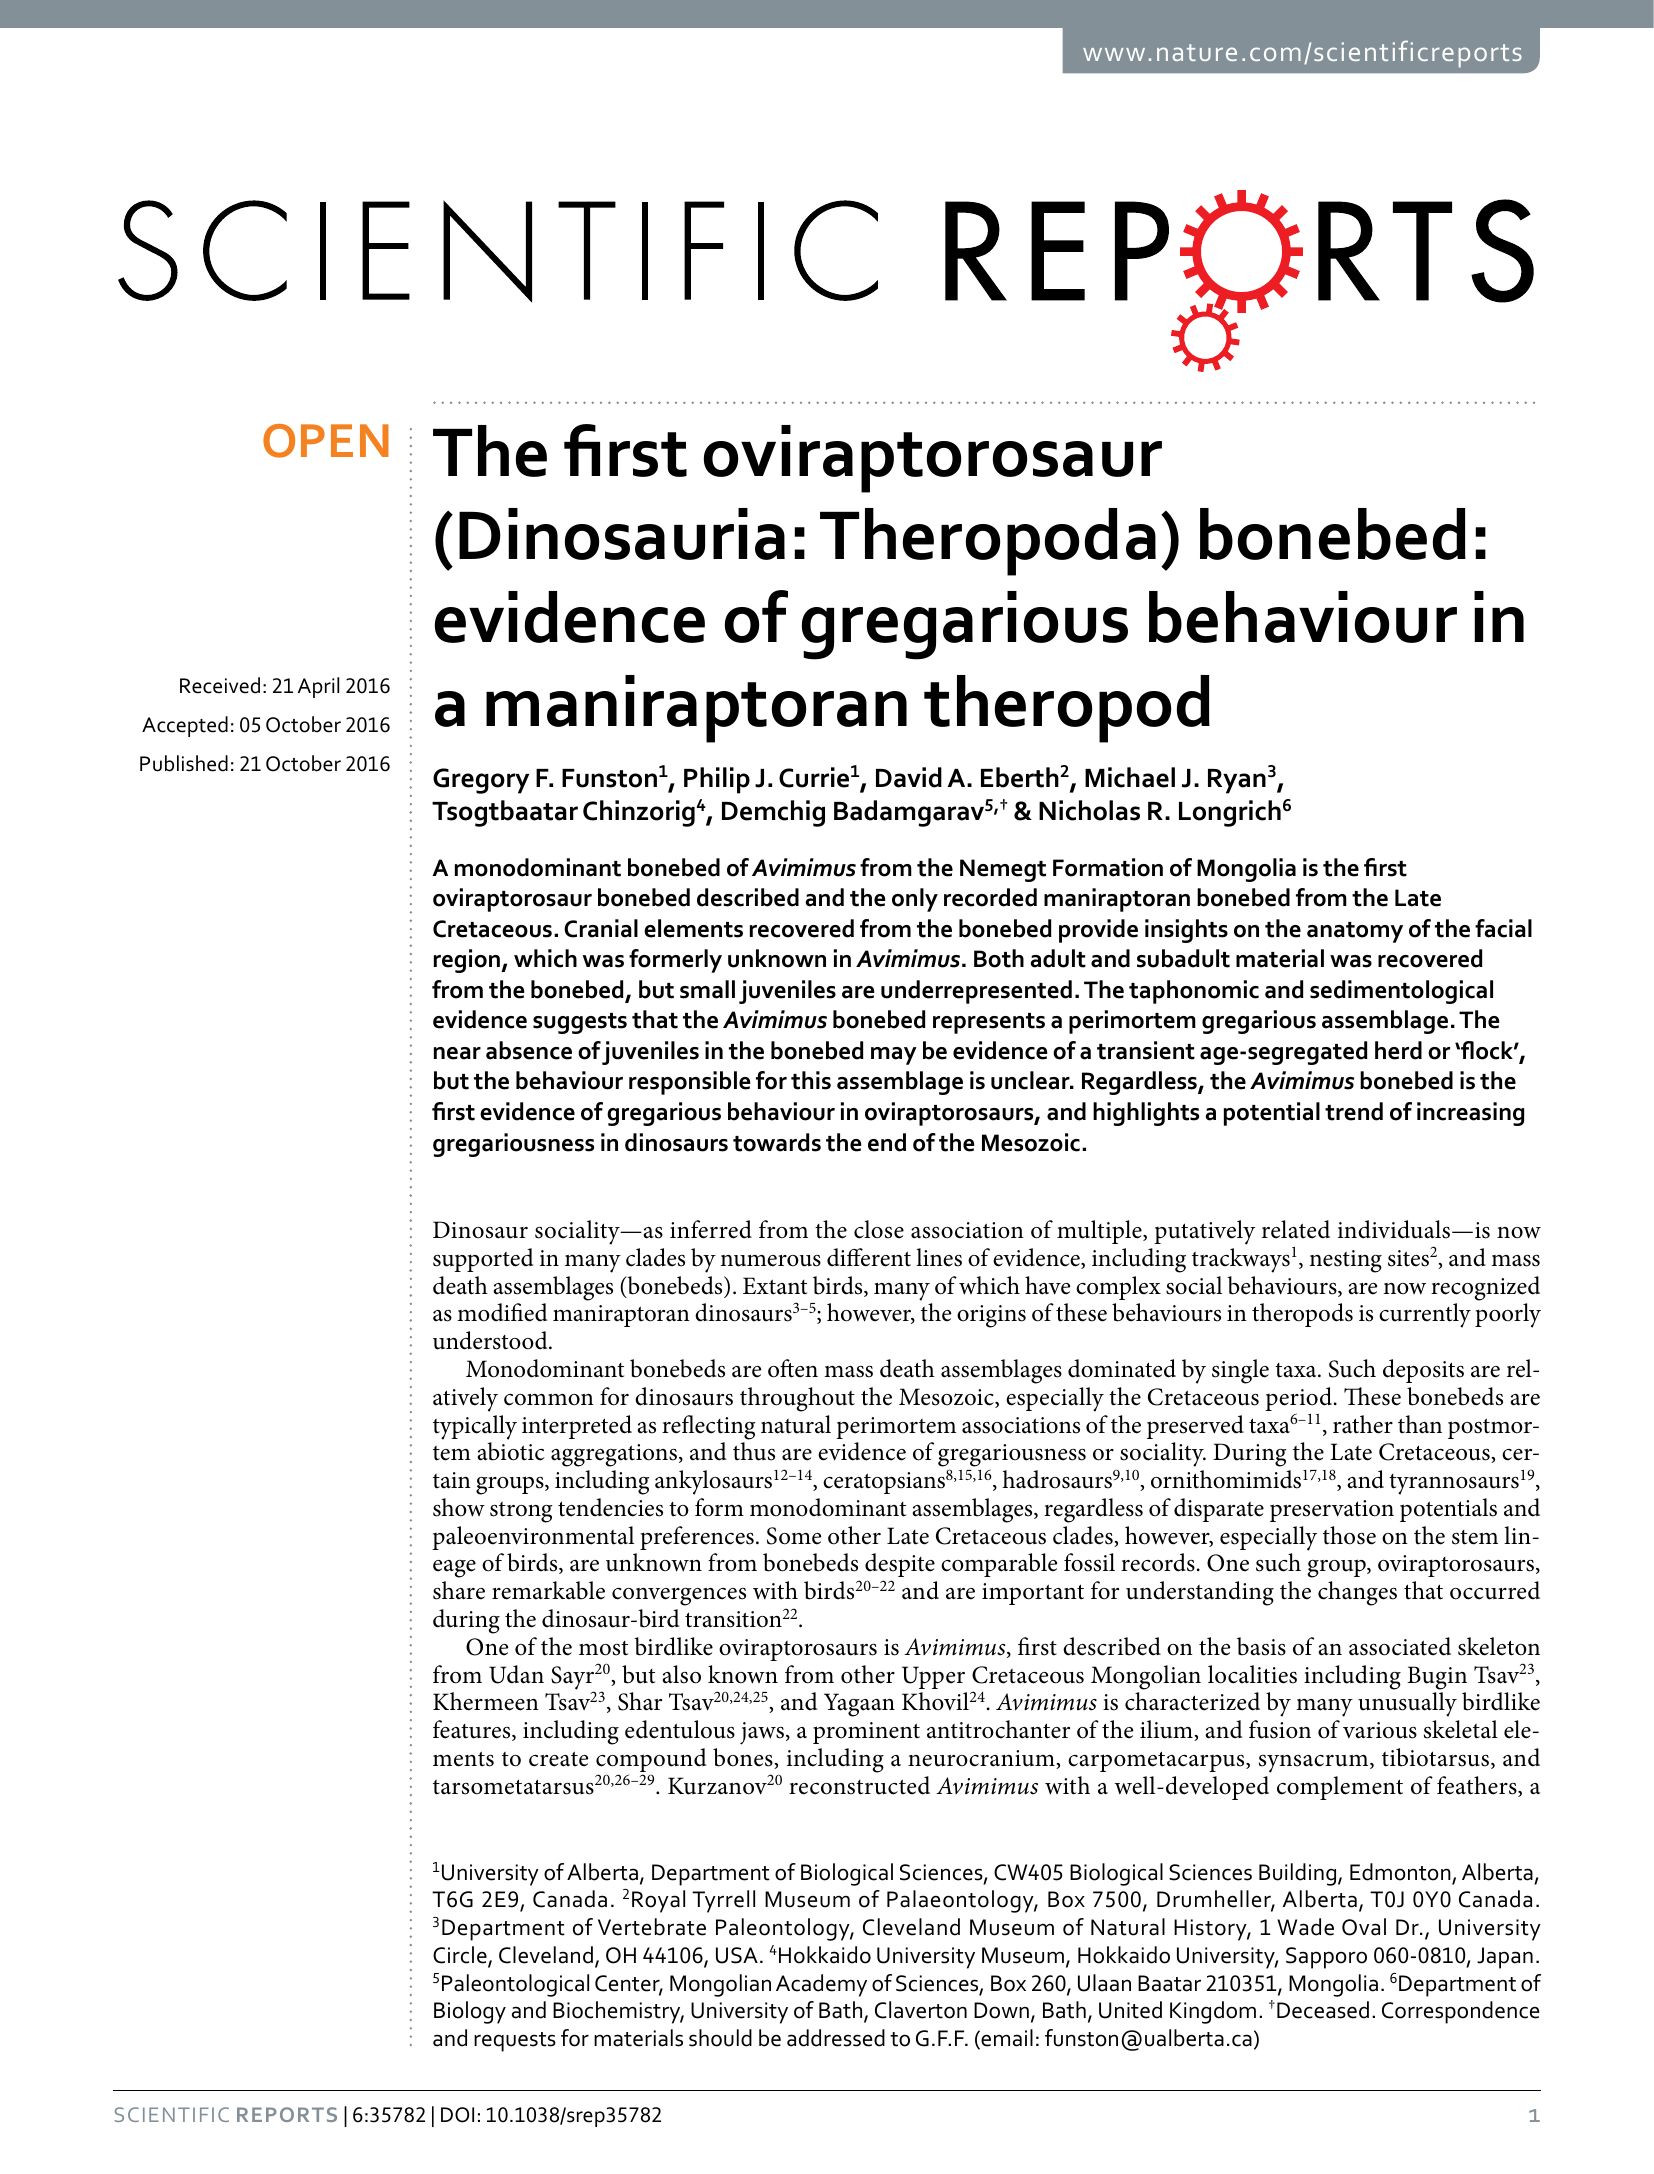 www.nature.com/scientificreports
SCIENTIFIC REPORTS
OPEN
The first oviraptorosaur
(Dinosauria: Theropoda) bonebed:
evidence of gregarious behaviour in
a maniraptoran theropod
Received: 21 April 2016
Accepted: 05 October 2016
Published: 21 October 2016
Gregory F. Funston1, Philip J. Currie1, David A. Eberth2, Michael J. Ryan3,
Tsogtbaatar Chinzorig4, Demchig Badamgarav5,† & Nicholas R. Longrich6
A monodominant bonebed of Avimimus from the Nemegt Formation of Mongolia is the first
oviraptorosaur bonebed described and the only recorded maniraptoran bonebed from the Late
Cretaceous. Cranial elements recovered from the bonebed provide insights on the anatomy of the facial
region, which was formerly unknown in Avimimus. Both adult and subadult material was recovered
from the bonebed, but small juveniles are underrepresented. The taphonomic and sedimentological
evidence suggests that the Avimimus bonebed represents a perimortem gregarious assemblage. The
near absence of juveniles in the bonebed may be evidence of a transient age-segregated herd or ‘flock’,
but the behaviour responsible for this assemblage is unclear. Regardless, the Avimimus bonebed is the
first evidence of gregarious behaviour in oviraptorosaurs, and highlights a potential trend of increasing
gregariousness in dinosaurs towards the end of the Mesozoic.
Dinosaur sociality—as inferred from the close association of multiple, putatively related individuals—is now
supported in many clades by numerous different lines of evidence, including trackways1, nesting sites2, and mass
death assemblages (bonebeds). Extant birds, many of which have complex social behaviours, are now recognized
as modified maniraptoran dinosaurs3–5; however, the origins of these behaviours in theropods is currently poorly
understood.
Monodominant bonebeds are often mass death assemblages dominated by single taxa. Such deposits are rel-
atively common for dinosaurs throughout the Mesozoic, especially the Cretaceous period. These bonebeds are
typically interpreted as reflecting natural perimortem associations of the preserved taxa6–11, rather than postmor-
tem abiotic aggregations, and thus are evidence of gregariousness or sociality. During the Late Cretaceous, cer-
tain groups, including ankylosaurs12–14, ceratopsians8,15,16, hadrosaurs9,10, ornithomimids17,18, and tyrannosaurs19,
show strong tendencies to form monodominant assemblages, regardless of disparate preservation potentials and
paleoenvironmental preferences. Some other Late Cretaceous clades, however, especially those on the stem lin-
eage of birds, are unknown from bonebeds despite comparable fossil records. One such group, oviraptorosaurs,
share remarkable convergences with birds20–22 and are important for understanding the changes that occurred
during the dinosaur-bird transition22.
One of the most birdlike oviraptorosaurs is Avimimus, first described on the basis of an associated skeleton
from Udan Sayr20, but also known from other Upper Cretaceous Mongolian localities including Bugin Tsav23,
Khermeen Tsav23, Shar Tsav20,24,25, and Yagaan Khovil24. Avimimus is characterized by many unusually birdlike
features, including edentulous jaws, a prominent antitrochanter of the ilium, and fusion of various skeletal ele-
ments to create compound bones, including a neurocranium, carpometacarpus, synsacrum, tibiotarsus, and
tarsometatarsus20,26–29. Kurzanov20 reconstructed Avimimus with a well-developed complement of feathers, a
1University of Alberta, Department of Biological Sciences, CW405 Biological Sciences Building, Edmonton, Alberta,
T6G 2E9, Canada. 2Royal Tyrrell Museum of Palaeontology, Box 7500, Drumheller, Alberta, T0J 0Y0 Canada.
3Department of Vertebrate Paleontology, Cleveland Museum of Natural History, 1 Wade Oval Dr., University
Circle, Cleveland, OH 44106, USA. 4Hokkaido University Museum, Hokkaido University, Sapporo 060-0810, Japan.
5Paleontological Center, Mongolian Academy of Sciences, Box 260, Ulaan Baatar 210351, Mongolia. 6Department of
Biology and Biochemistry, University of Bath, Claverton Down, Bath, United Kingdom. †Deceased. Correspondence
and requests for materials should be addressed to G.F.F. (email: funston@ualberta.ca)
SCIENTIFIC REPORTS | 6:35782 | DOI: 10.1038/srep35782
1